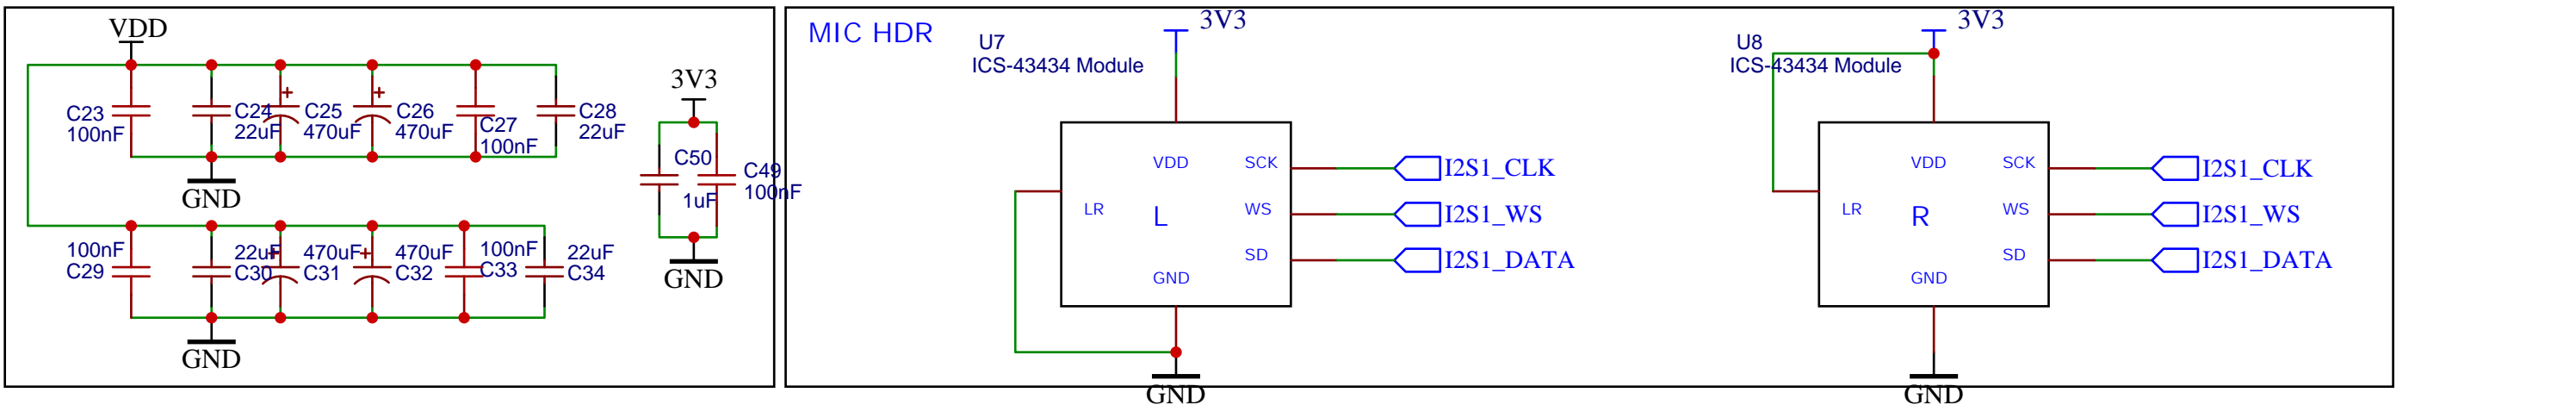 VDD
C23
100nF
C24
22uF
C25
470uF
C26
470uF
C27
100nF
C28
22uF
GND
100nF
C29
22uF
C30
470uF
C31
470uF
C32
100nF
C33
22uF
C34
GND
3V3
C50
1uF
C49
100nF
GND
MIC HDR
U7
ICS-43434 Module
3V3
VDD
SCK
I2S1_CLK
LR
L
WS
I2S1_WS
SD
I2S1_DATA
GND
GND
U8
ICS-43434 Module
3V3
VDD
SCK
I2S1_CLK
LR
R
WS
I2S1_WS
SD
I2S1_DATA
GND
GND